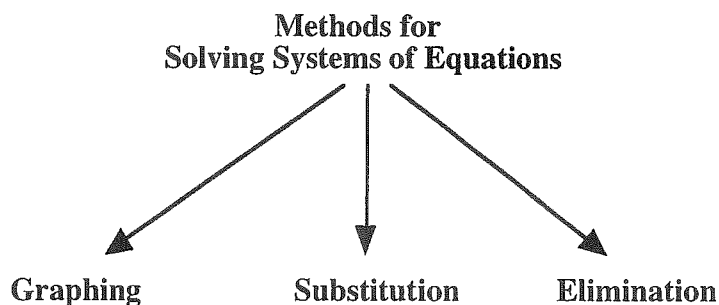 Methods for
Solving Systems of Equations
Graphing Substitution Elimination